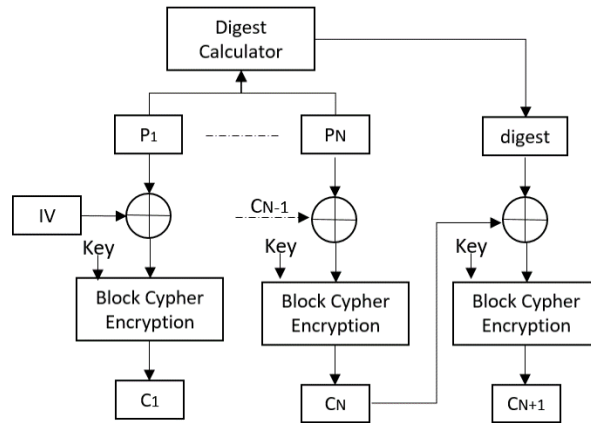 Digest
Calculator
P1
PN
digest
IV
CN-1
Key
Key
Key
Block Cypher
Encryption
Block Cypher
Encryption
Block Cypher
Encryption
C1
CN
CN+1